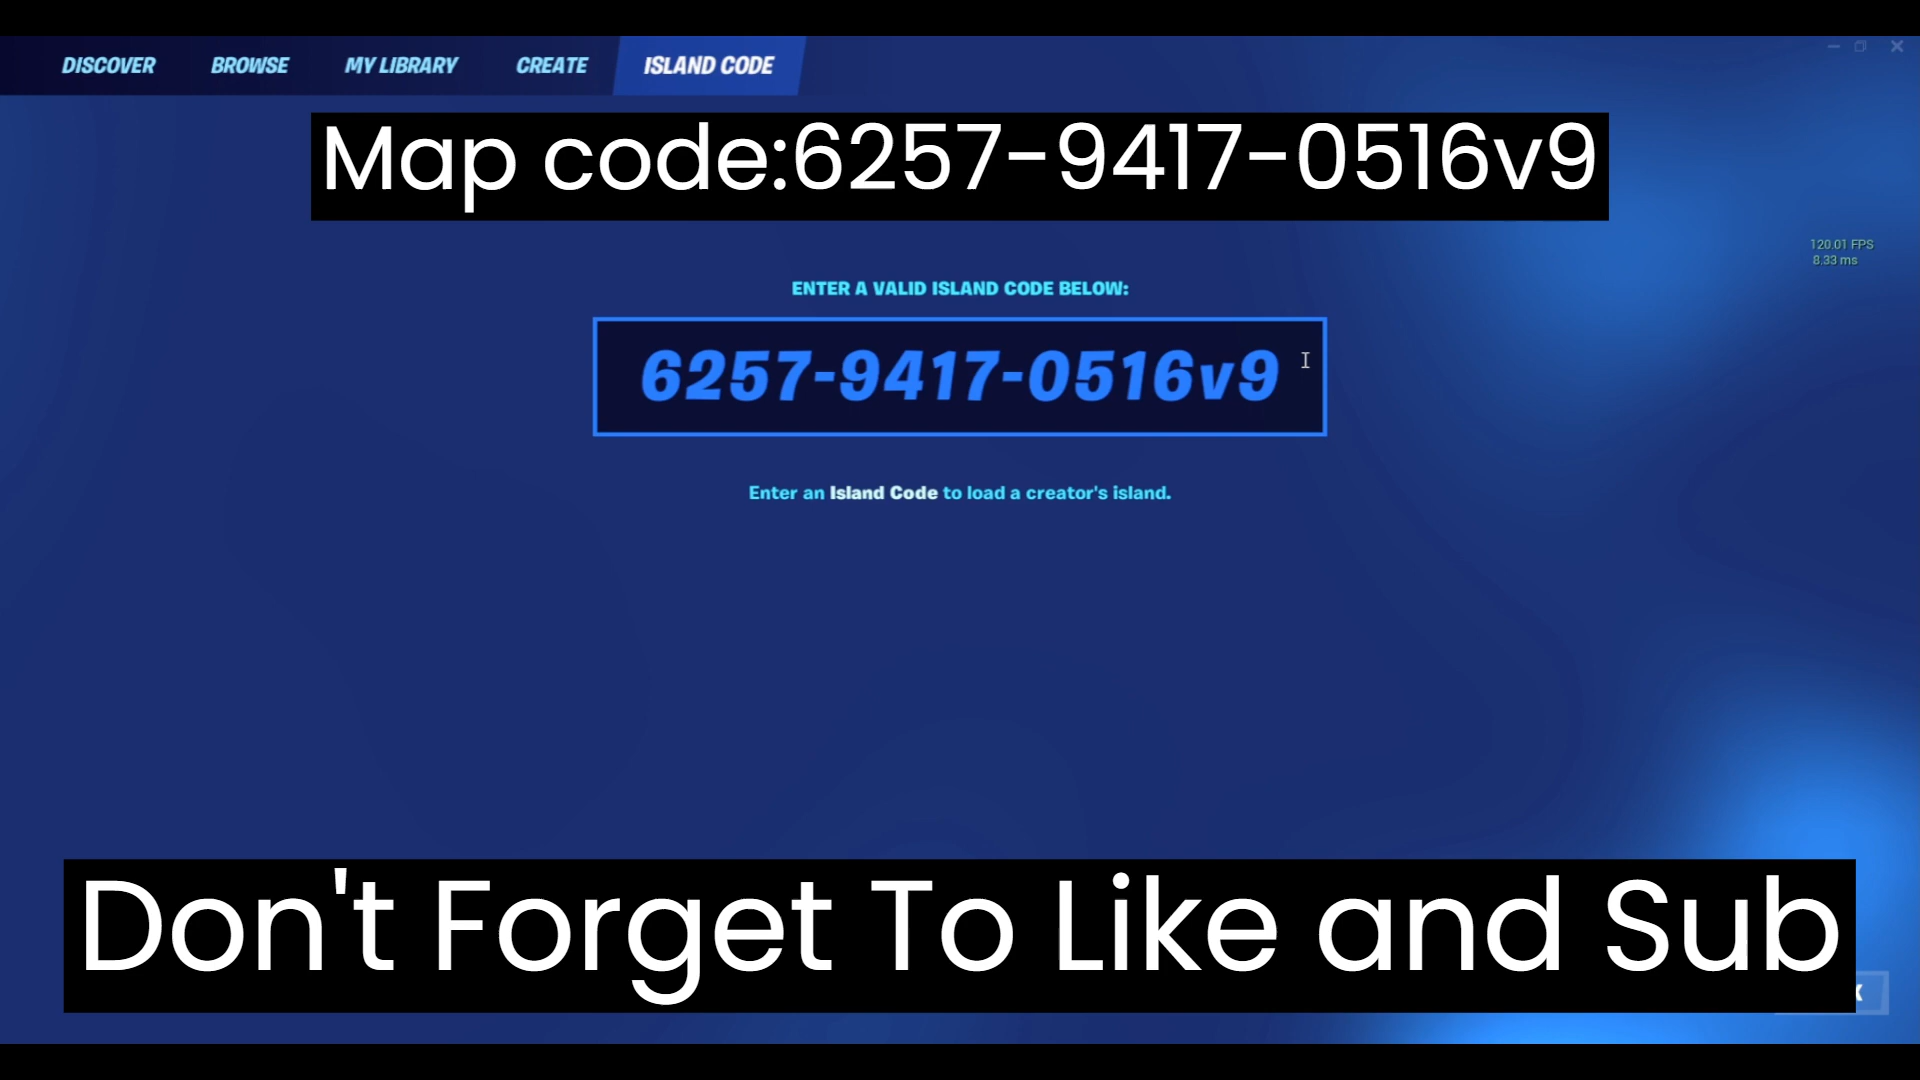 DISCOVER BROWSE MY LIBRARY CREATE ISLAND CODE
Map code:6257-9417-0516v9
120.01 FPS
8.33 ms
ENTER A VALID ISLAND CODE BELOW:
6257-9417-0516v9
Enter an Island Code to load a creator's island.
Don't Forget To Like and Sub